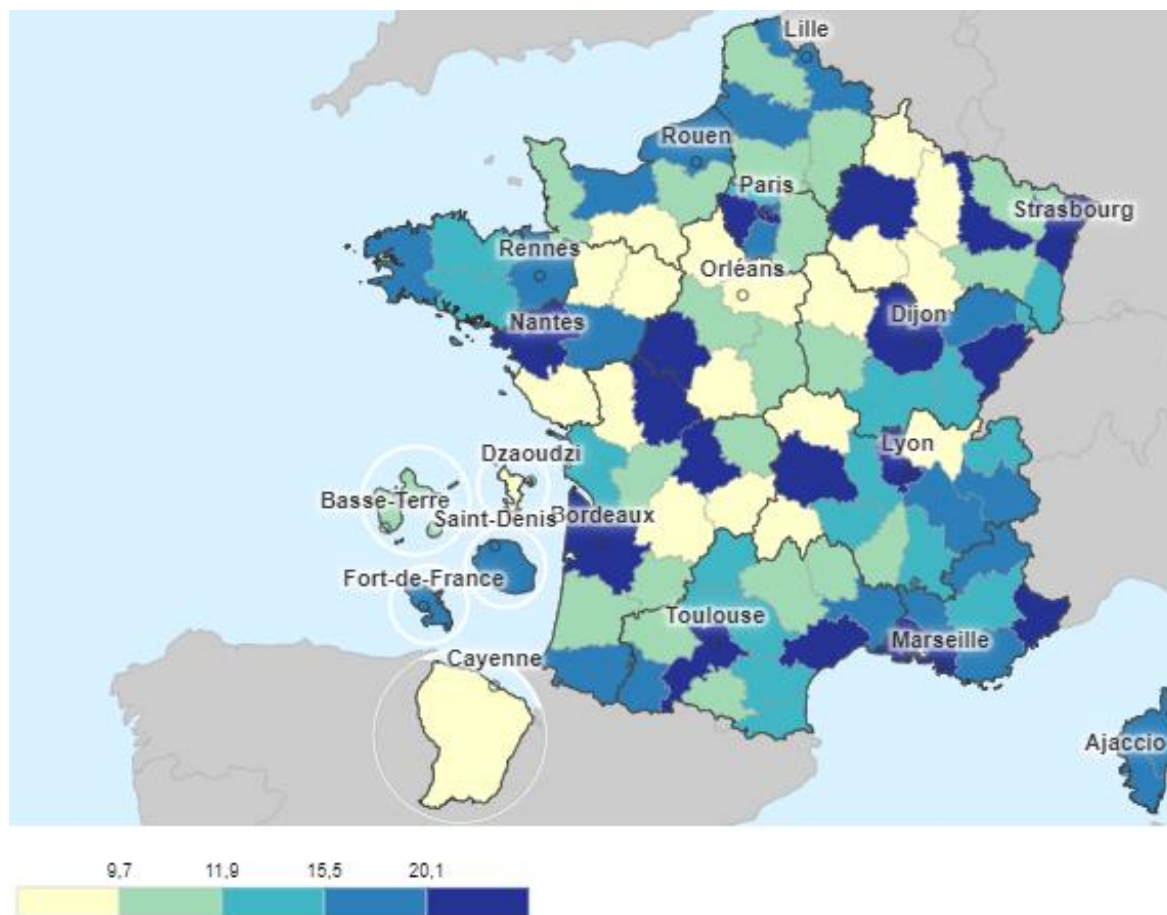 Lille
Rouen
Paris
Strasbourg
Rennes
Orléans
Nantes
Dijon
Lyon
Dzaoudzi
Basse-Terre
Saint-Denis
Bordeaux
Fort-de-France
Toulouse
Marseille
Cayenne
Ajaccio
9,7 11,9 15,5 20,1